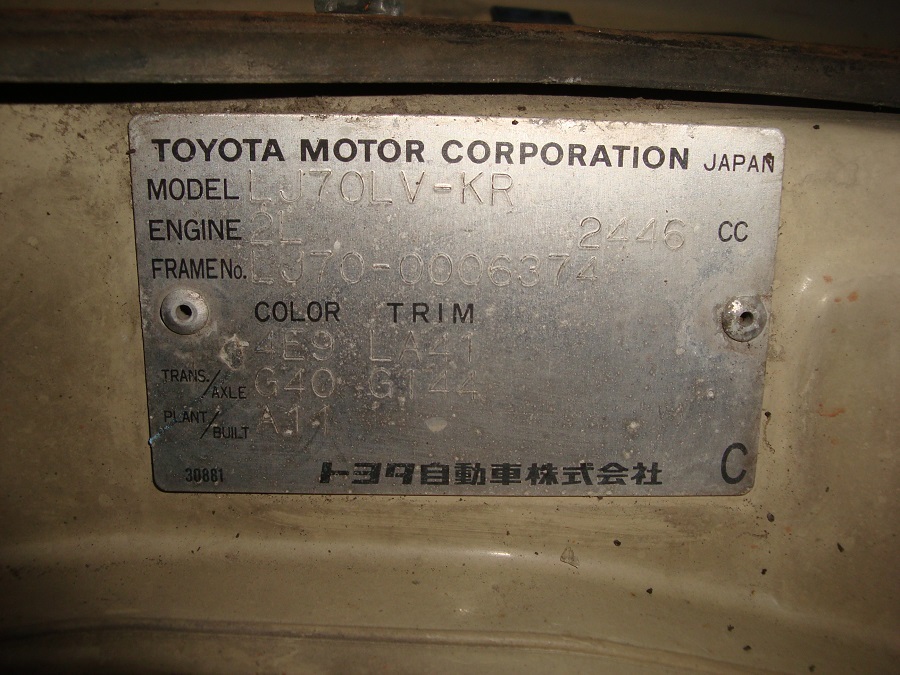 TOYOTA MOTOR CORPORATION JAPAN
MODEL LJ70LV-KR
ENGINE 2L 2446 CC
FRAME No. LJ70-0006374
COLOR TRIM
4E9 LA41
TRANS./AXLE G40 G144
PLANT/BUILT A11
30881 トヨタ自動車株式会社 C